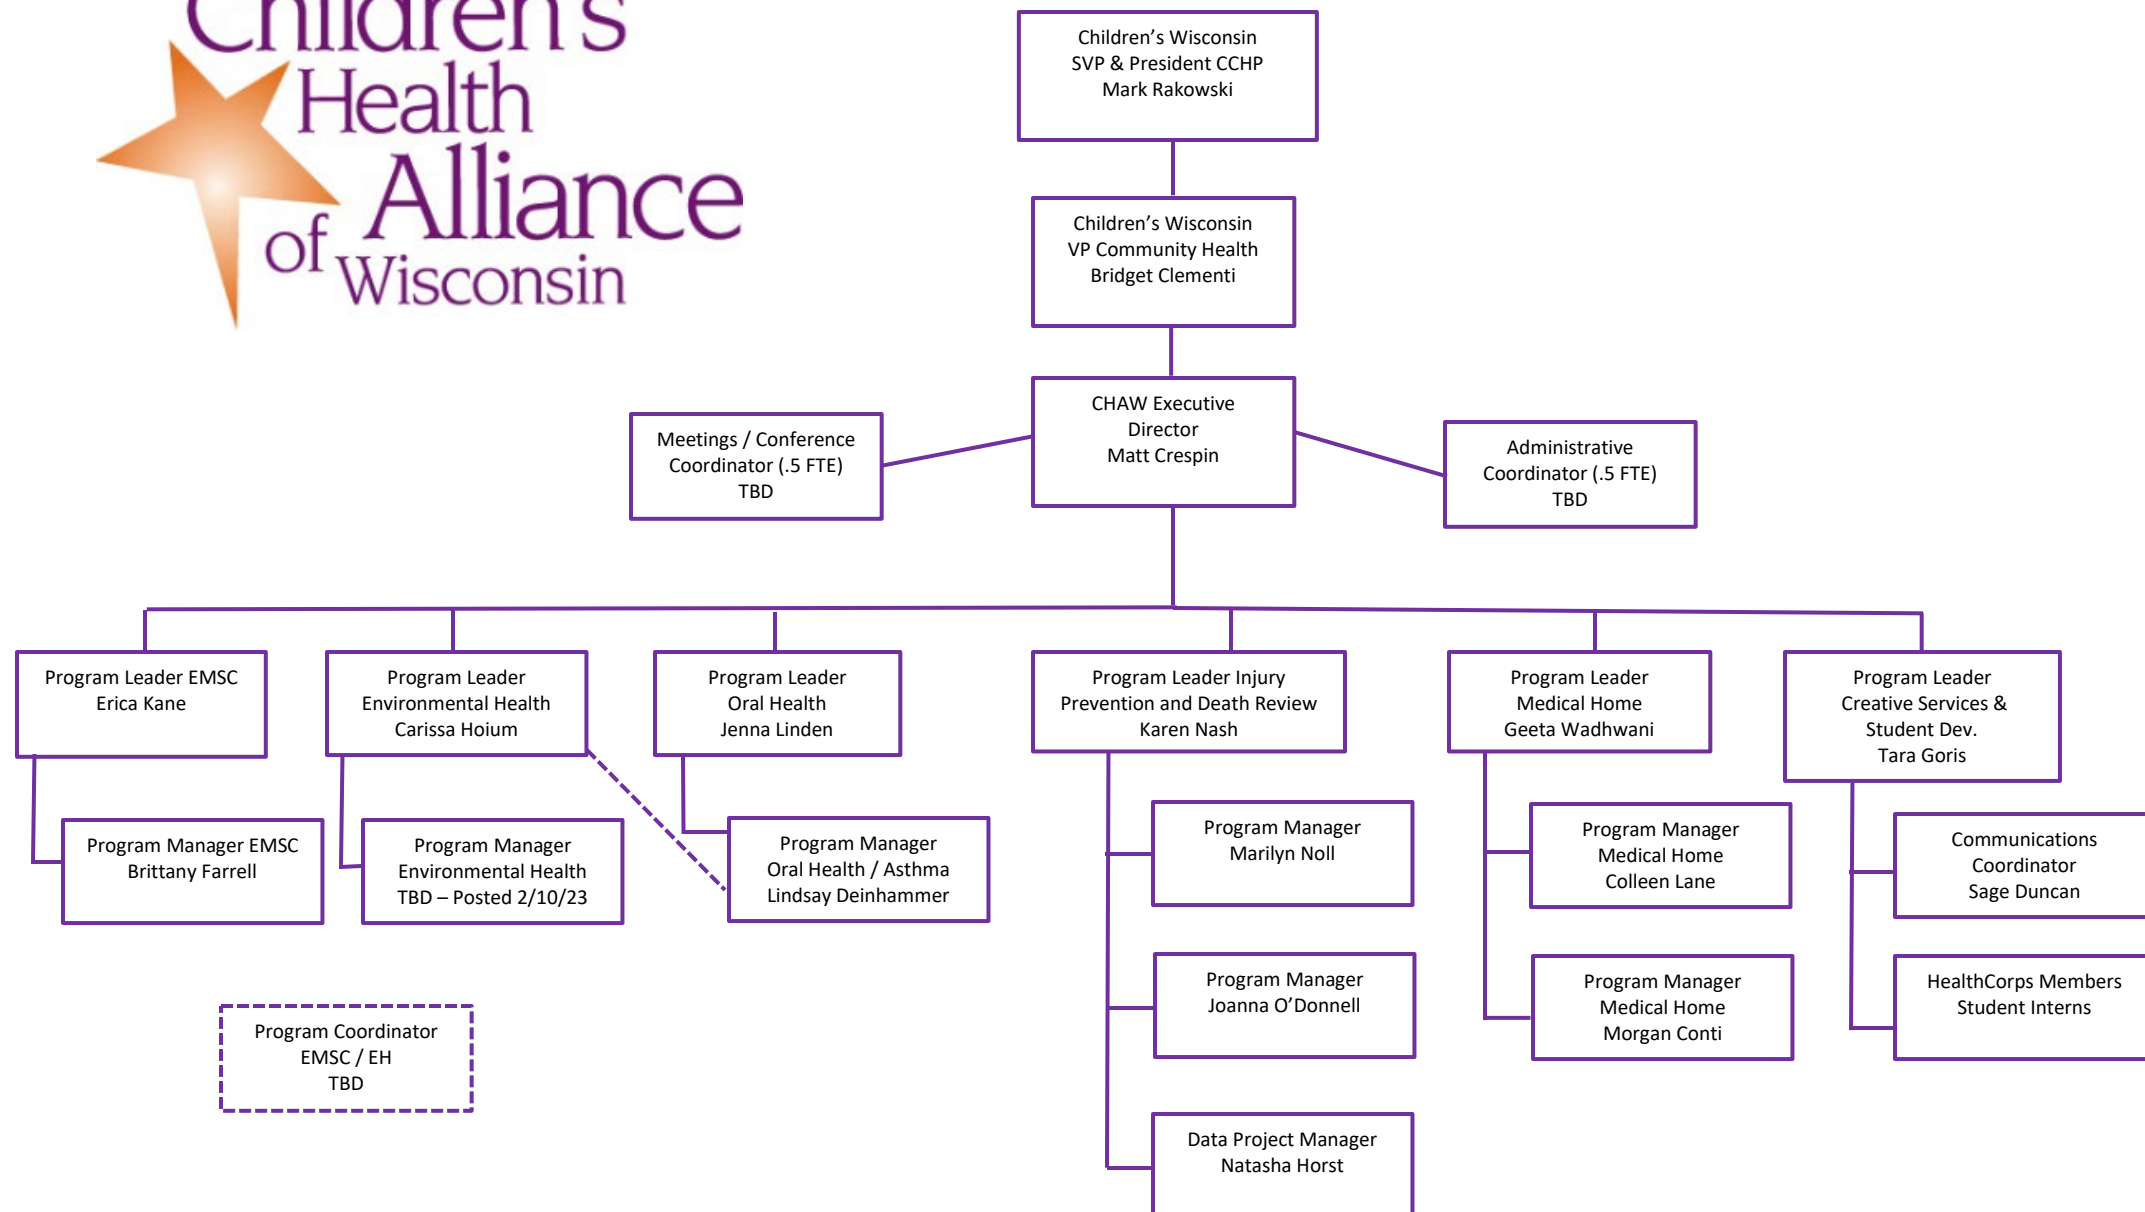 Children's
Health
Alliance
of Wisconsin
Children’s Wisconsin
SVP & President CCHP
Mark Rakowski
Children’s Wisconsin
VP Community Health
Bridget Clementi
CHAW Executive
Director
Matt Crespin
Meetings / Conference
Coordinator (.5 FTE)
TBD
Administrative
Coordinator (.5 FTE)
TBD
Program Leader EMSC
Erica Kane
Program Leader
Environmental Health
Carissa Hoium
Program Leader
Oral Health
Jenna Linden
Program Leader Injury
Prevention and Death Review
Karen Nash
Program Leader
Medical Home
Geeta Wadhwani
Program Leader
Creative Services &
Student Dev.
Tara Goris
Program Manager EMSC
Brittany Farrell
Program Manager
Environmental Health
TBD – Posted 2/10/23
Program Manager
Oral Health / Asthma
Lindsay Deinhammer
Program Manager
Marilyn Noll
Program Manager
Medical Home
Colleen Lane
Communications
Coordinator
Sage Duncan
Program Manager
Joanna O’Donnell
Program Manager
Medical Home
Morgan Conti
HealthCorps Members
Student Interns
Program Coordinator
EMSC / EH
TBD
Data Project Manager
Natasha Horst